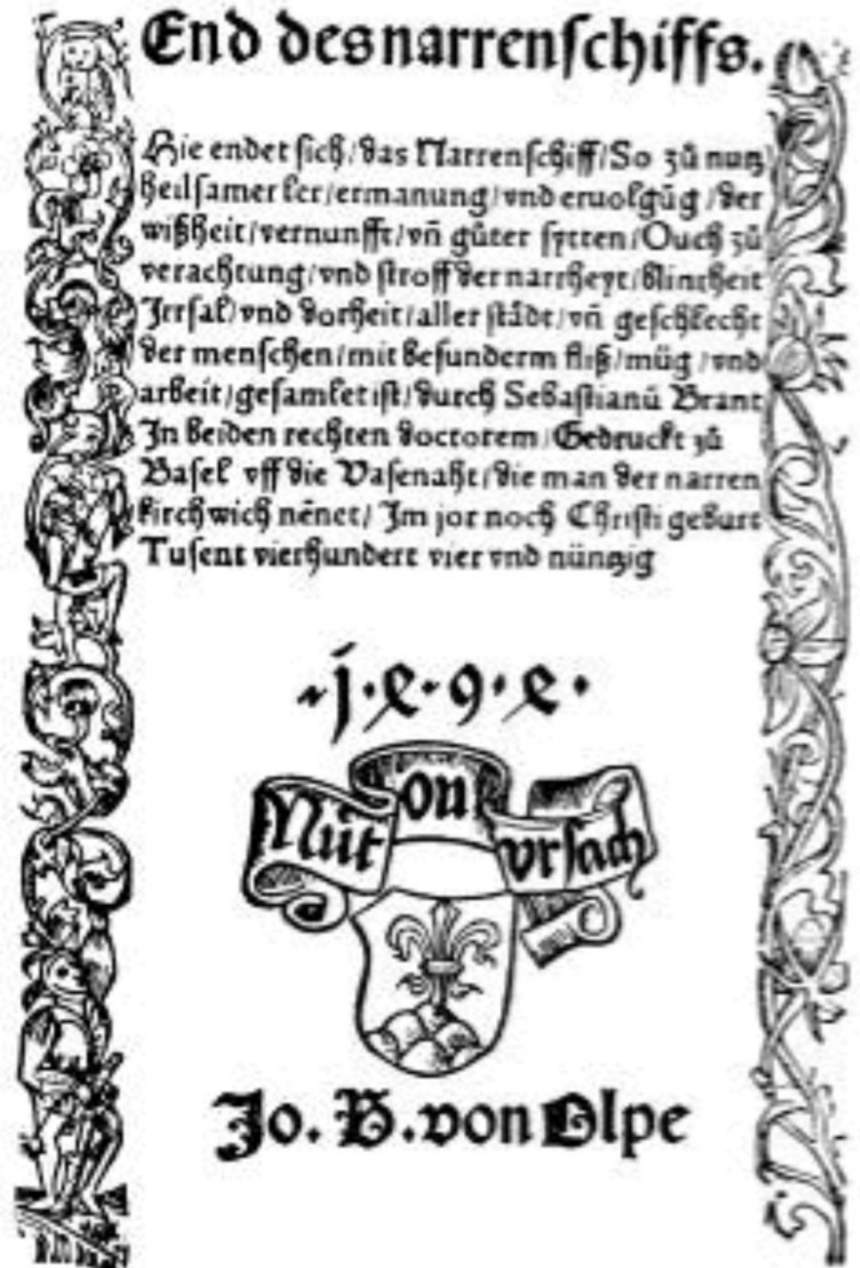 End des narrenschiffs.
Hie endet sich/das Narrenschiff/So zů nutz
heilsamer ler/ermanung/vnd eruolgūg/der
wißheit/vernunfft/vñ gůter sytten/Ouch zů
verachtung/vnd stroff der narrheyt/blintheit
Jrrsal/vnd dorheit/aller städt/vñ geschlecht
der menschen/mit besunderm fliß/müg/vnd
arbeit/gesamlet ist/durch Sebastianū Brant
Jn beiden rechten doctorem/Gedruckt zů
Basel vff die Vasenaht/die man der narren
kirchwich nēnet/Jm jor noch Christi geburt
Tusent vierhundert vier vnd nüntzig
.j.4.9.4.
Nüt
on
vrsach
Jo. B. von Olpe